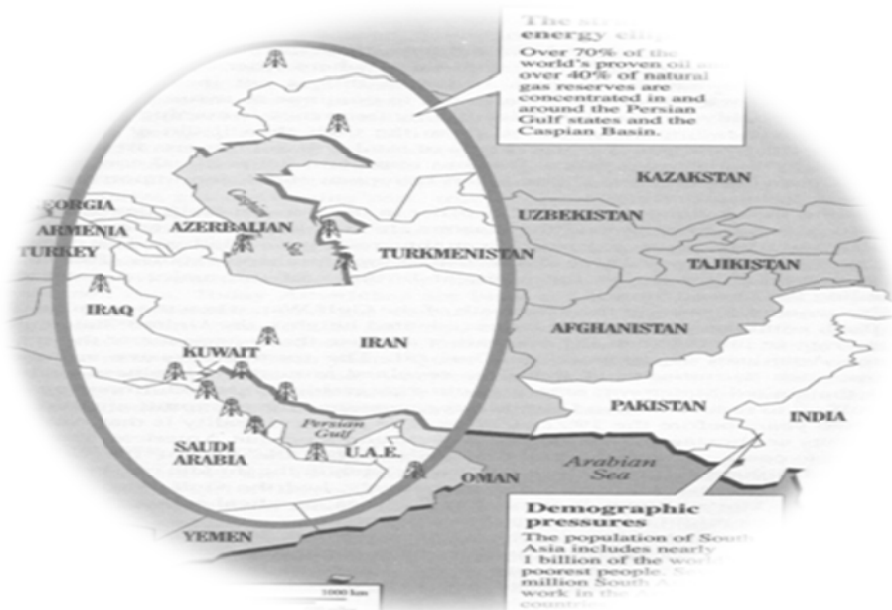 The
energy
Over 70% of the
world's proven oil
over 40% of natural
gas reserves are
concentrated in and
around the Persian
Gulf states and the
Caspian Basin.
KAZAKSTAN
UZBEKISTAN
GEORGIA
ARMENIA
AZERBAIJAN
TURKEY
TURKMENISTAN
TAJIKISTAN
IRAQ
AFGHANISTAN
IRAN
KUWAIT
PAKISTAN
INDIA
Persian
Gulf
SAUDI
ARABIA
U.A.E.
Arabian
Sea
OMAN
YEMEN
Demographic
pressures
The population of South
Asia includes nearly
1 billion of the
poorest people.
million South
work in the
1000 km